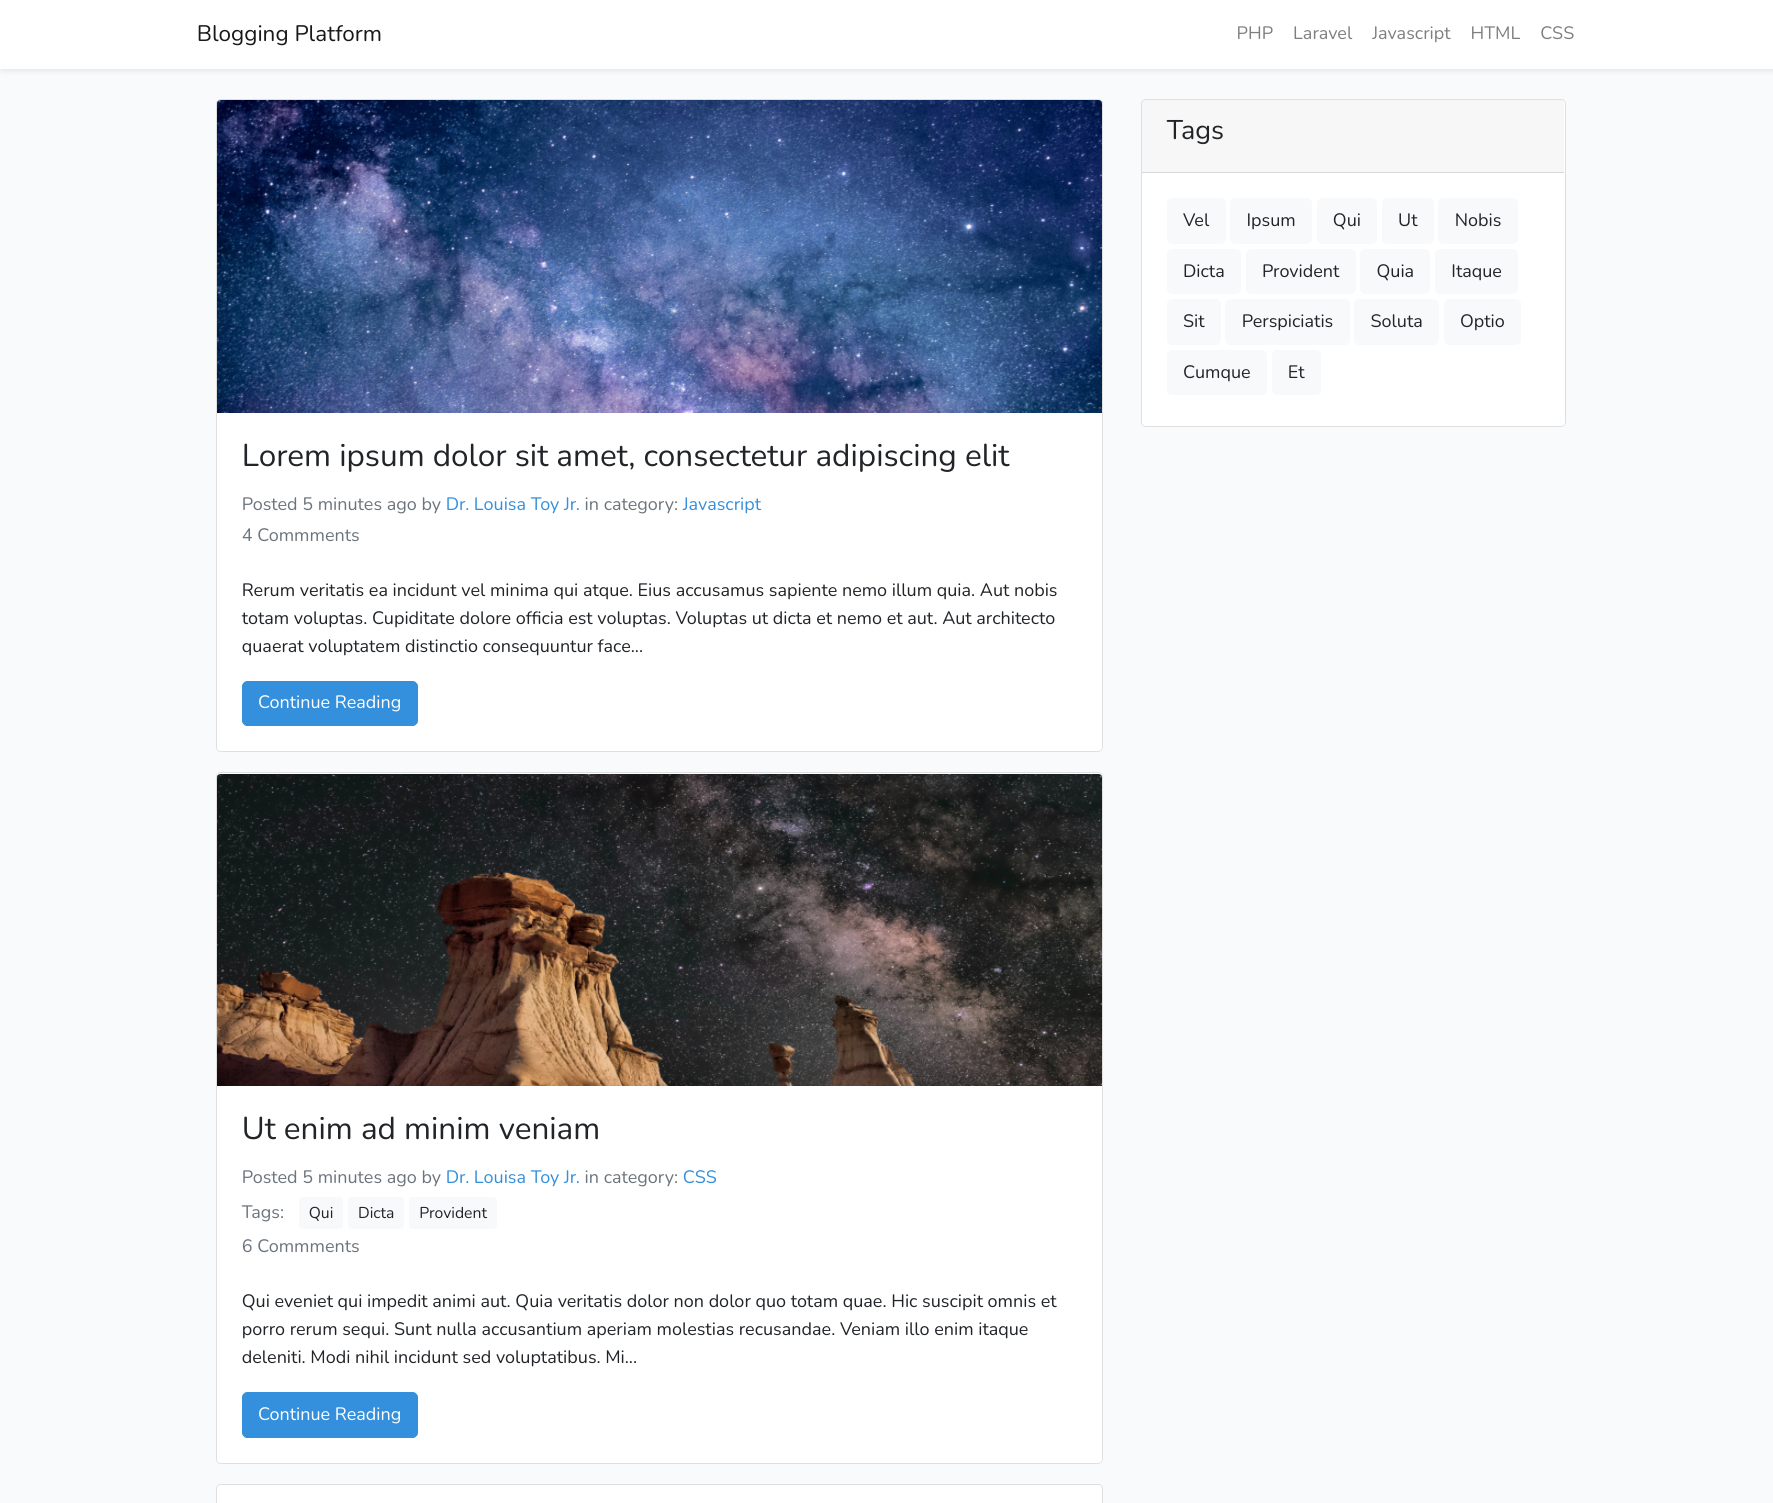 Blogging Platform
PHP Laravel Javascript HTML CSS
Lorem ipsum dolor sit amet, consectetur adipiscing elit
Posted 5 minutes ago by Dr. Louisa Toy Jr. in category: Javascript
4 Commments
Rerum veritatis ea incidunt vel minima qui atque. Eius accusamus sapiente nemo illum quia. Aut nobis
totam voluptas. Cupiditate dolore officia est voluptas. Voluptas ut dicta et nemo et aut. Aut architecto
quaerat voluptatem distinctio consequuntur face...
Continue Reading
Ut enim ad minim veniam
Posted 5 minutes ago by Dr. Louisa Toy Jr. in category: CSS
Tags: Qui Dicta Provident
6 Commments
Qui eveniet qui impedit animi aut. Quia veritatis dolor non dolor quo totam quae. Hic suscipit omnis et
porro rerum sequi. Sunt nulla accusantium aperiam molestias recusandae. Veniam illo enim itaque
deleniti. Modi nihil incidunt sed voluptatibus. Mi...
Continue Reading
Tags
Vel Ipsum Qui Ut Nobis
Dicta Provident Quia Itaque
Sit Perspiciatis Soluta Optio
Cumque Et